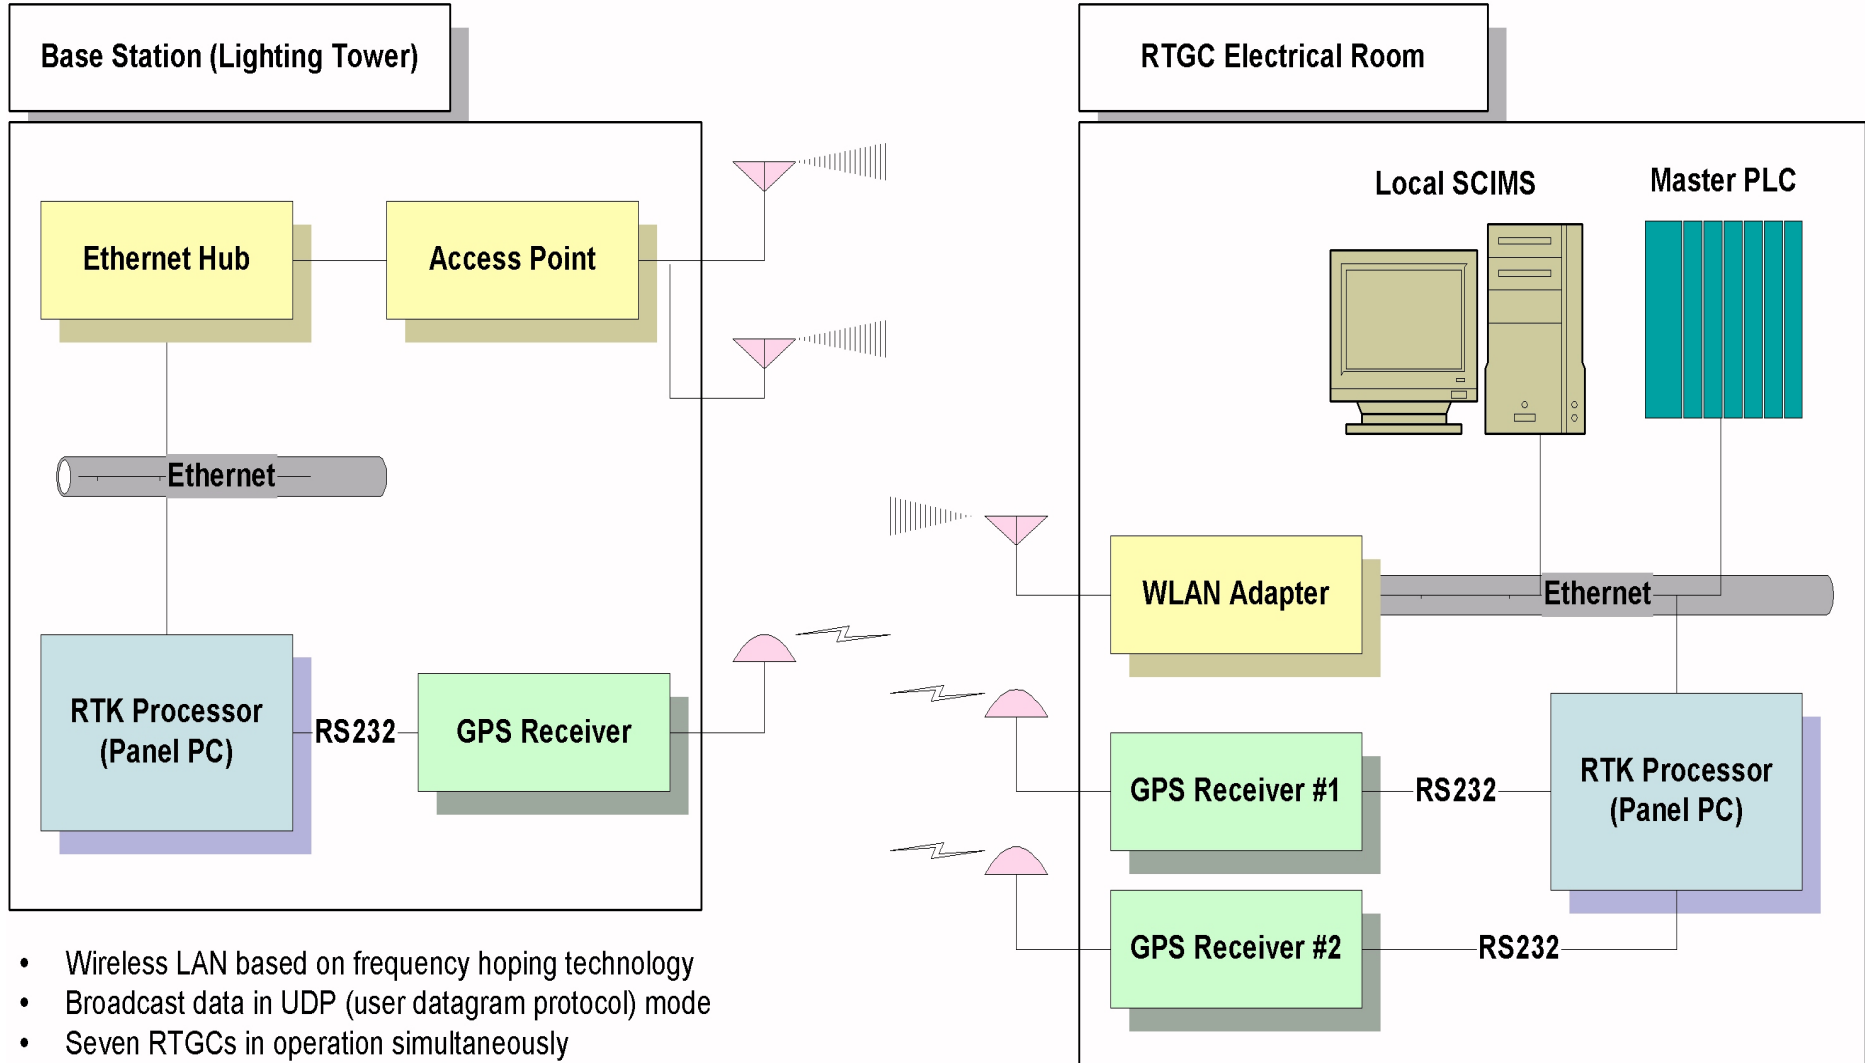 Base Station (Lighting Tower)
Ethernet Hub
Access Point
Ethernet
RTK Processor
(Panel PC)
RS232
GPS Receiver
• Wireless LAN based on frequency hoping technology
• Broadcast data in UDP (user datagram protocol) mode
• Seven RTGCs in operation simultaneously
RTGC Electrical Room
Local SCIMS
Master PLC
WLAN Adapter
Ethernet
GPS Receiver #1
RS232
RTK Processor
(Panel PC)
GPS Receiver #2
RS232